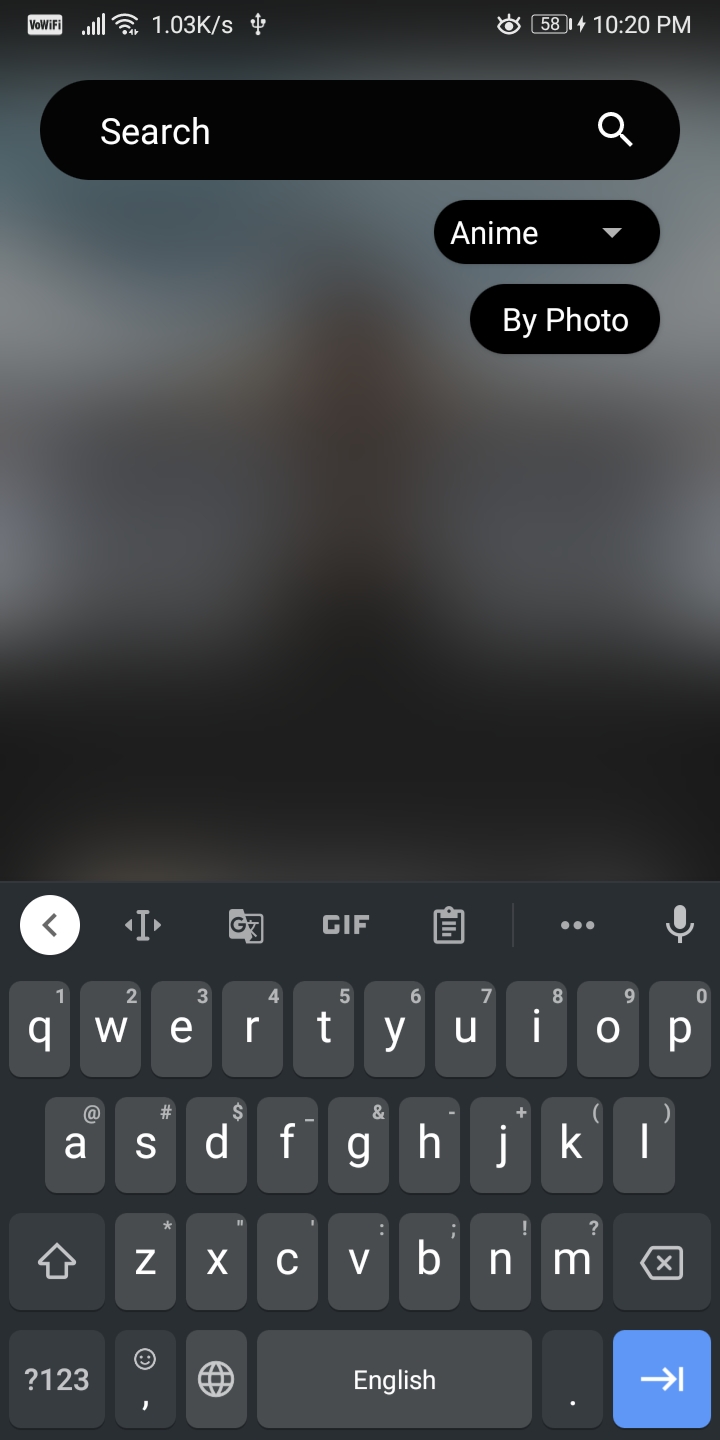 VoWiFi 1.03K/s 58 10:20 PM
Search
Anime
By Photo
GIF
1 2 3 4 5 6 7 8 9 0
q w e r t y u i o p
@ # $ _ & - + ( )
a s d f g h j k l
* " ' : ; ! ?
z x c v b n m
?123 , English .